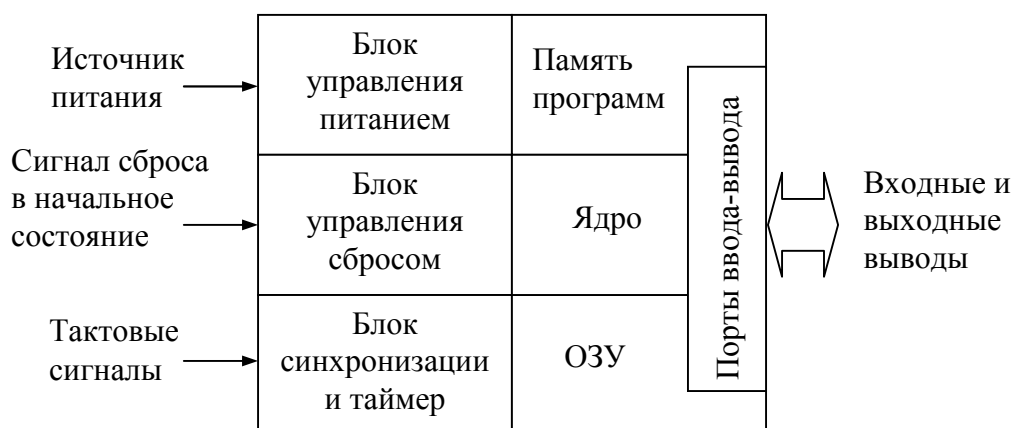 Источник
питания
Блок
управления
питанием
Память
программ
Сигнал сброса
в начальное
состояние
Блок
управления
сбросом
Ядро
Порты ввода-вывода
Входные и
выходные
выводы
Тактовые
сигналы
Блок
синхронизации
и таймер
ОЗУ